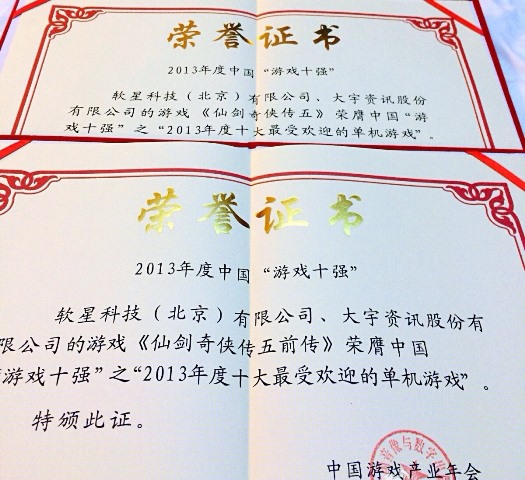 荣誉证书
2013年度中国“游戏十强”
软星科技（北京）有限公司、大宇资讯股份
有限公司的游戏《仙剑奇侠传五》荣膺中国“游
戏十强”之“2013年度十大最受欢迎的单机游戏”。
荣誉证书
2013年度中国“游戏十强”
软星科技（北京）有限公司、大宇资讯股份有
限公司的游戏《仙剑奇侠传五前传》荣膺中国
“游戏十强”之“2013年度十大最受欢迎的单机游戏”。
特颁此证。
音像与数字出
中国游戏产业年会